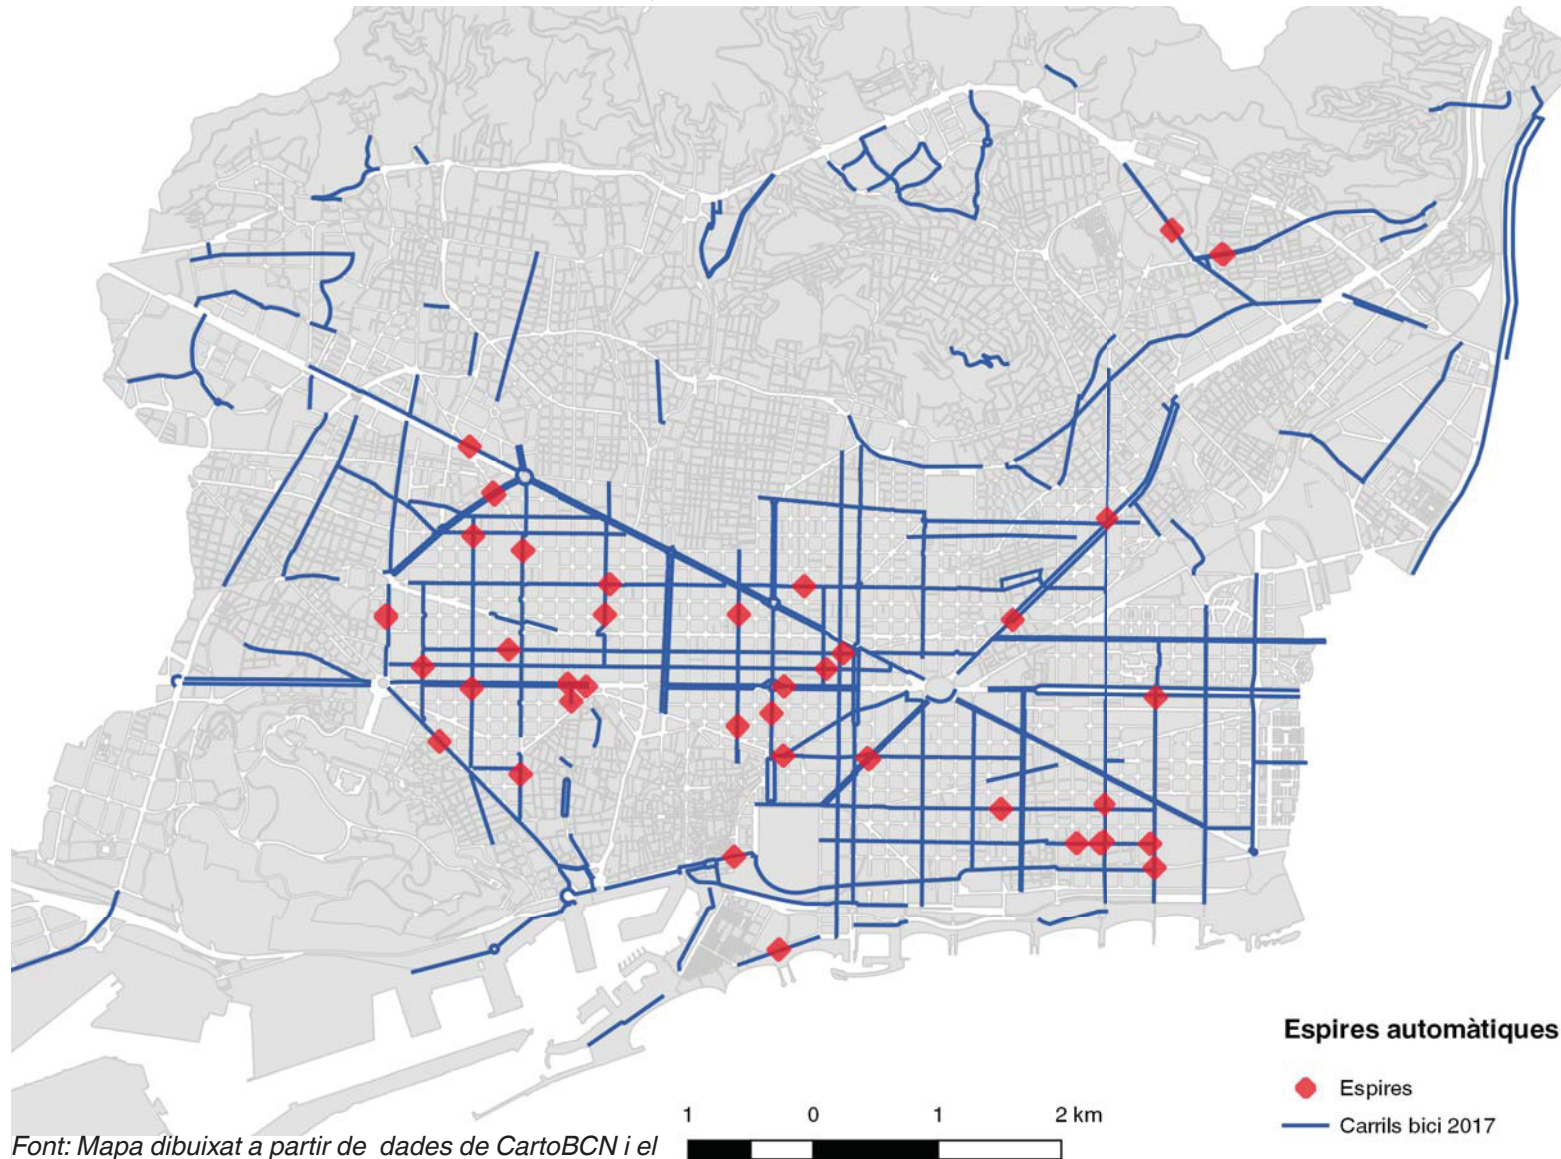 Espires automàtiques
Espires
Carrils bici 2017
1 0 1 2 km
Font: Mapa dibuixat a partir de dades de CartoBCN i el